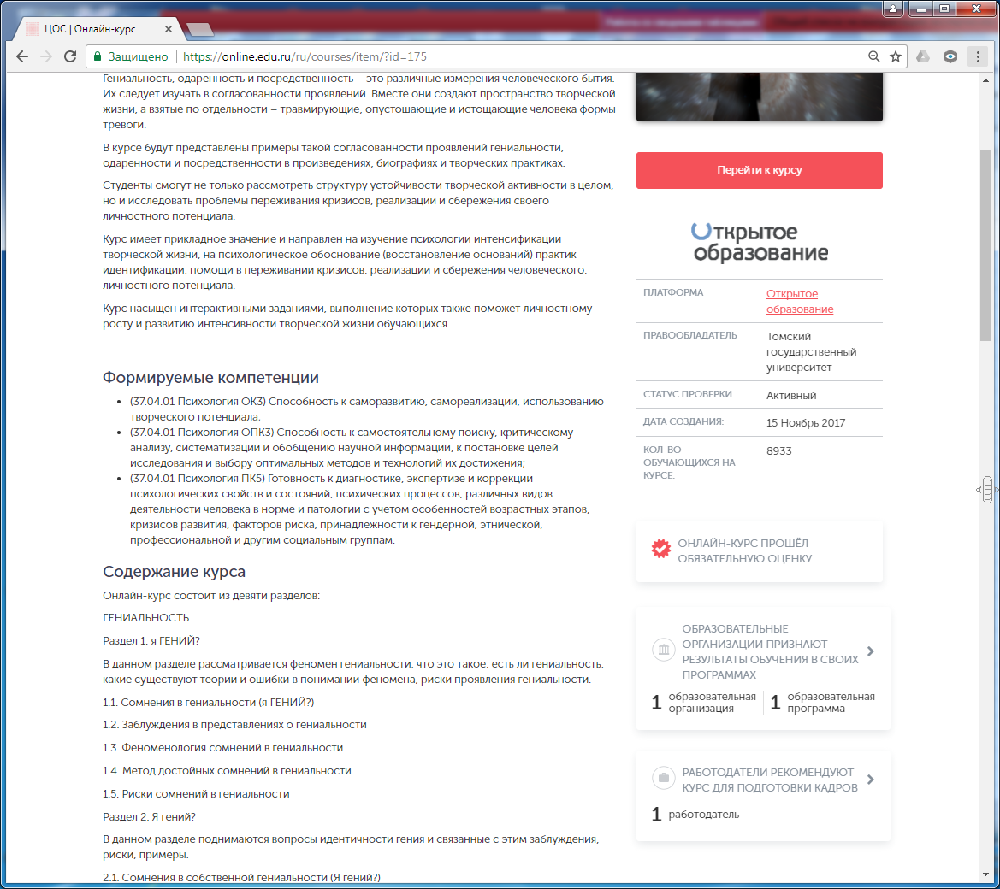 ЦОС | Онлайн-курс
Защищено
https://online.edu.ru/ru/courses/item/?id=175
Гениальность, одаренность и посредственность – это различные измерения человеческого бытия.
Их следует изучать в согласованности проявлений. Вместе они создают пространство творческой
жизни, а взятые по отдельности – травмирующие, опустошающие и истощающие человека формы
тревоги.
В курсе будут представлены примеры такой согласованности проявлений гениальности,
одаренности и посредственности в произведениях, биографиях и творческих практиках.
Студенты смогут не только рассмотреть структуру устойчивости творческой активности в целом,
но и исследовать проблемы переживания кризисов, реализации и сбережения своего
личностного потенциала.
Курс имеет прикладное значение и направлен на изучение психологии интенсификации
творческой жизни, на психологическое обоснование (восстановление оснований) практик
идентификации, помощи в переживании кризисов, реализации и сбережения человеческого,
личностного потенциала.
Курс насыщен интерактивными заданиями, выполнение которых также поможет личностному
росту и развитию интенсивности творческой жизни обучающихся.
Формируемые компетенции
• (37.04.01 Психология ОК3) Способность к саморазвитию, самореализации, использованию
творческого потенциала;
• (37.04.01 Психология ОПК3) Способность к самостоятельному поиску, критическому
анализу, систематизации и обобщению научной информации, к постановке целей
исследования и выбору оптимальных методов и технологий их достижения;
• (37.04.01 Психология ПК5) Готовность к диагностике, экспертизе и коррекции
психологических свойств и состояний, психических процессов, различных видов
деятельности человека в норме и патологии с учетом особенностей возрастных этапов,
кризисов развития, факторов риска, принадлежности к гендерной, этнической,
профессиональной и другим социальным группам.
Содержание курса
Онлайн-курс состоит из девяти разделов:
ГЕНИАЛЬНОСТЬ
Раздел 1. я ГЕНИЙ?
В данном разделе рассматривается феномен гениальности, что это такое, есть ли гениальность,
какие существуют теории и ошибки в понимании феномена, риски проявления гениальности.
1.1. Сомнения в гениальности (я ГЕНИЙ?)
1.2. Заблуждения в представлениях о гениальности
1.3. Феноменология сомнений в гениальности
1.4. Метод достойных сомнений в гениальности
1.5. Риски сомнений в гениальности
Раздел 2. Я гений?
В данном разделе поднимаются вопросы идентичности гения и связанные с этим заблуждения,
риски, примеры.
2.1. Сомнения в собственной гениальности (Я гений?)
Перейти к курсу
Открытое
образование
ПЛАТФОРМА
Открытое
образование
ПРАВООБЛАДАТЕЛЬ
Томский
государственный
университет
СТАТУС ПРОВЕРКИ
Активный
ДАТА СОЗДАНИЯ:
15 Ноябрь 2017
КОЛ-ВО
ОБУЧАЮЩИХСЯ НА
КУРСЕ:
8933
ОНЛАЙН-КУРС ПРОШЁЛ
ОБЯЗАТЕЛЬНУЮ ОЦЕНКУ
ОБРАЗОВАТЕЛЬНЫЕ
ОРГАНИЗАЦИИ ПРИЗНАЮТ
РЕЗУЛЬТАТЫ ОБУЧЕНИЯ В СВОИХ
ПРОГРАММАХ
1 образовательная организация
1 образовательная программа
РАБОТОДАТЕЛИ РЕКОМЕНДУЮТ
КУРС ДЛЯ ПОДГОТОВКИ КАДРОВ
1 работодатель